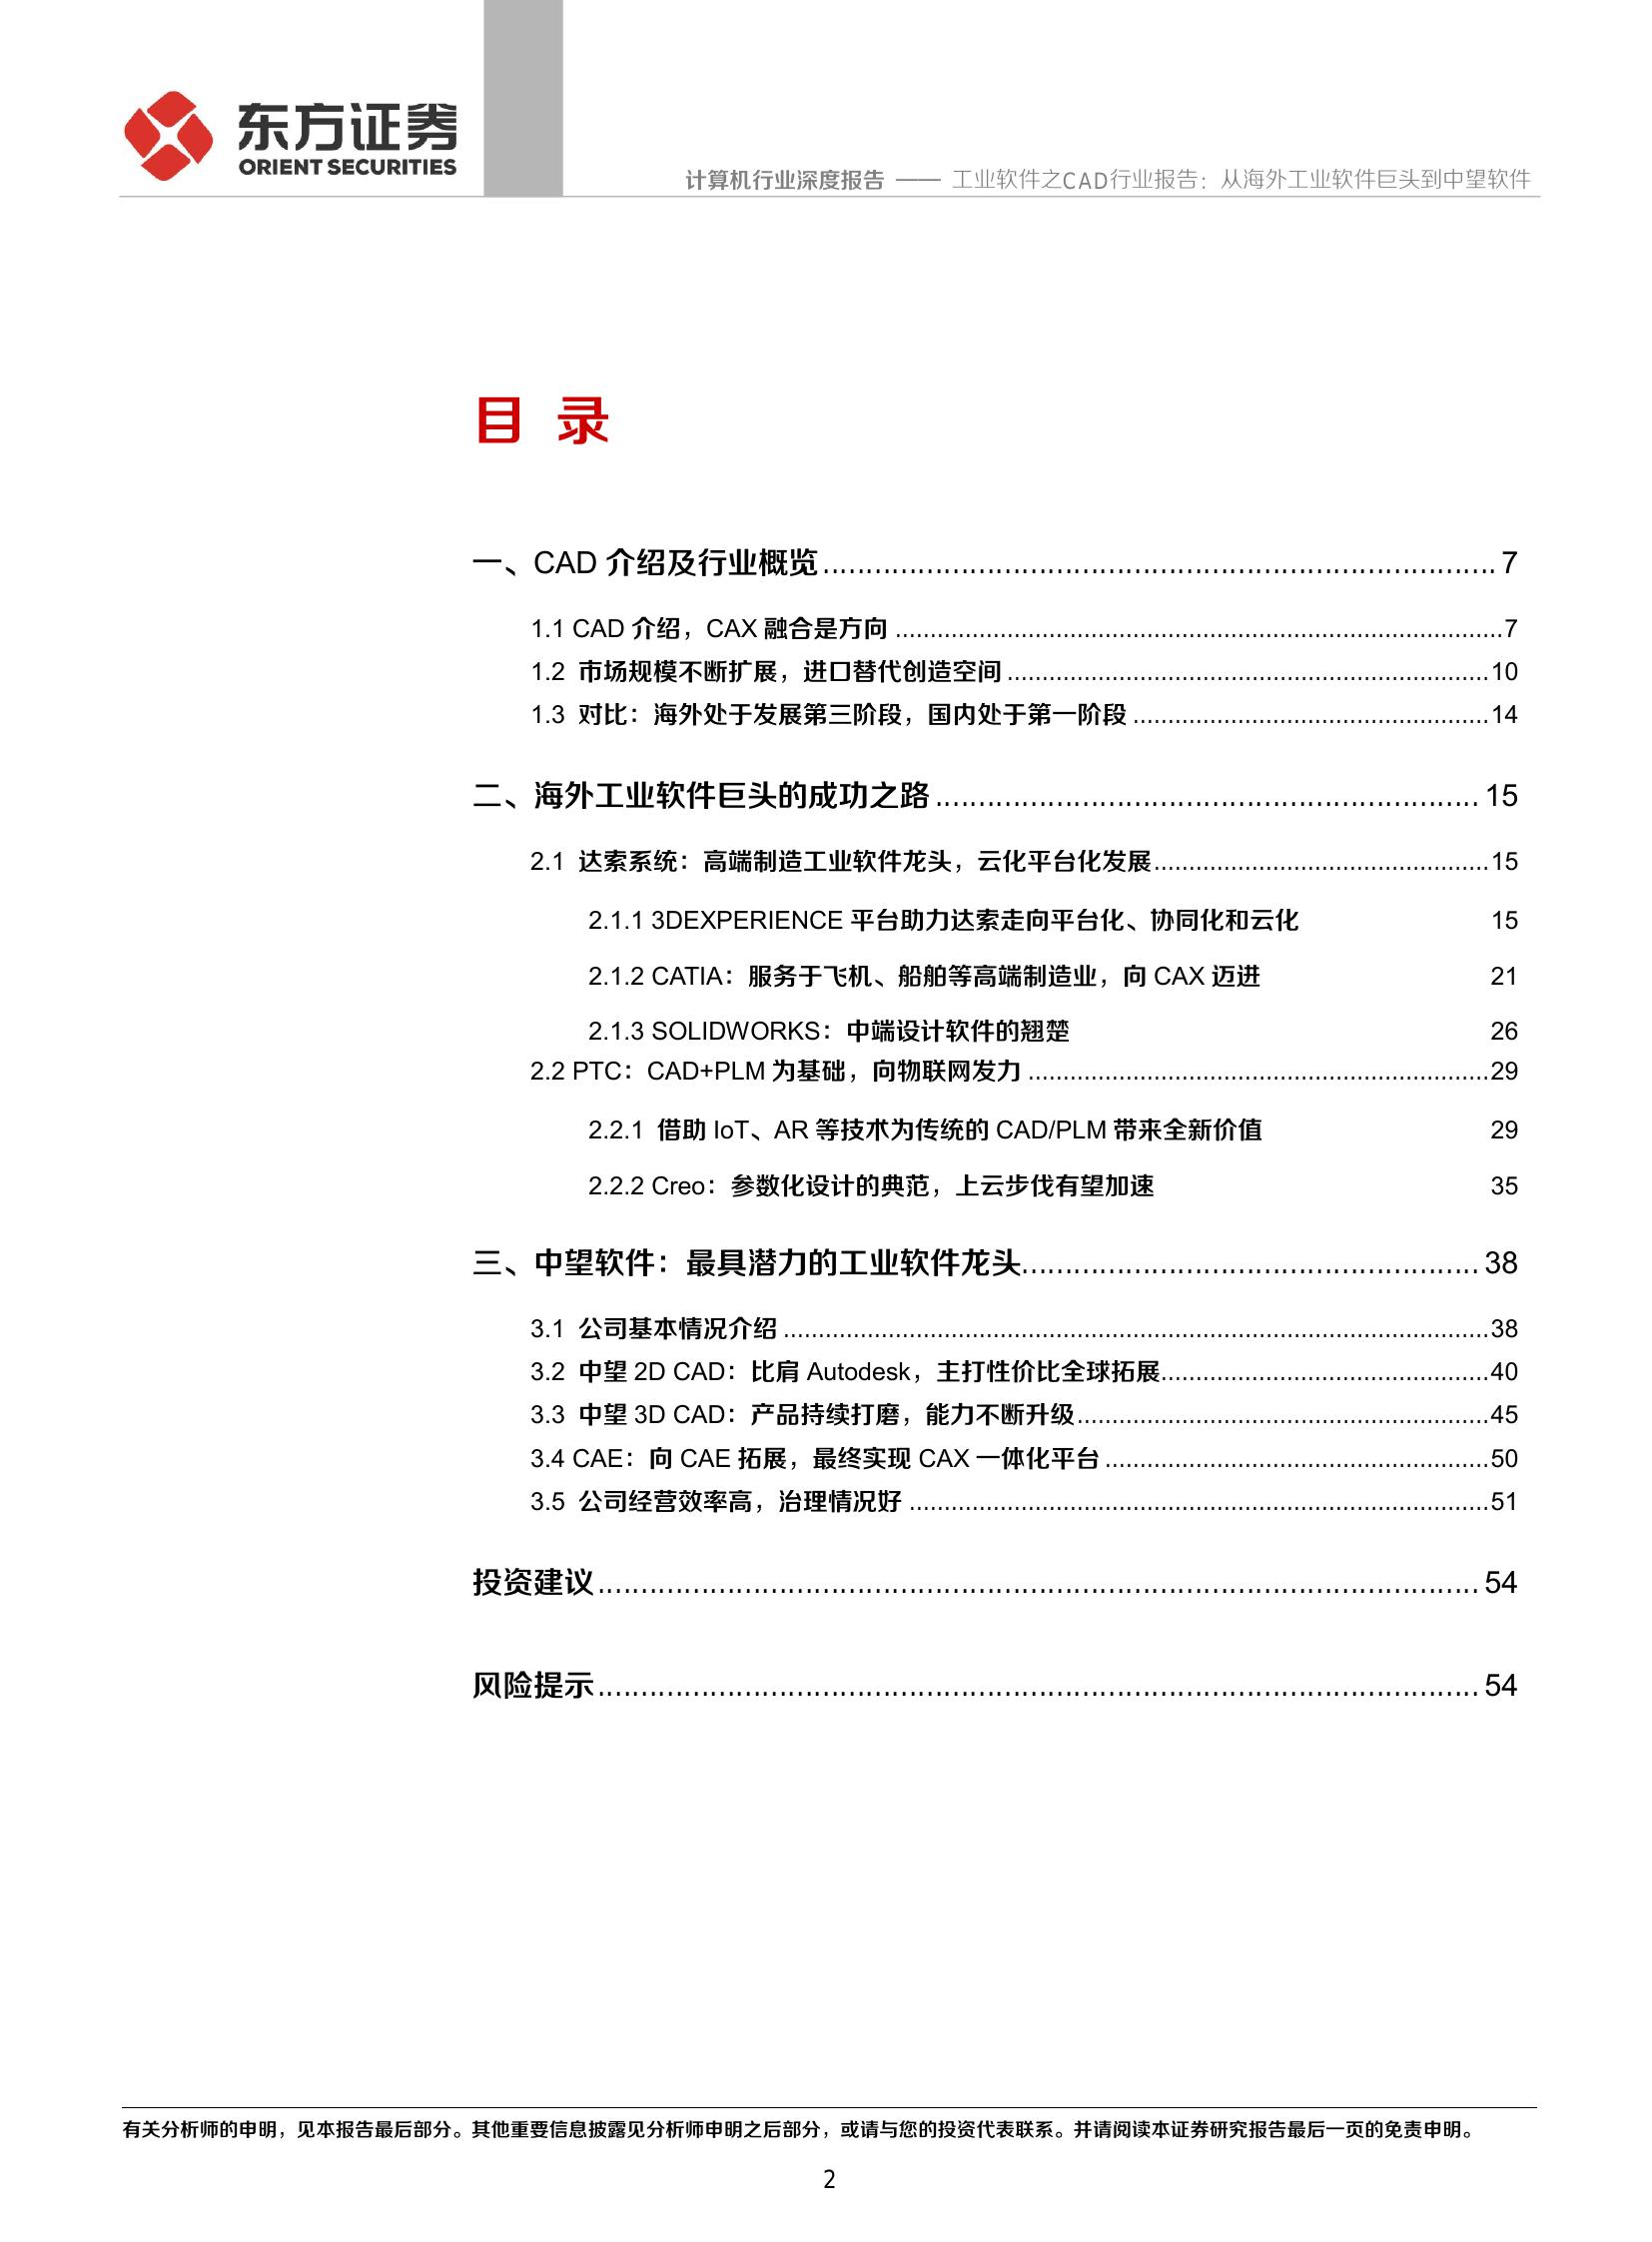 东方证券
ORIENT SECURITIES
计算机行业深度报告 —— 工业软件之CAD行业报告：从海外工业软件巨头到中望软件
目 录
一、CAD 介绍及行业概览 ........ 7
1.1 CAD 介绍，CAX 融合是方向 ........ 7
1.2 市场规模不断扩展，进口替代创造空间 ........ 10
1.3 对比：海外处于发展第三阶段，国内处于第一阶段 ........ 14
二、海外工业软件巨头的成功之路 ........ 15
2.1 达索系统：高端制造工业软件龙头，云化平台化发展 ........ 15
2.1.1 3DEXPERIENCE 平台助力达索走向平台化、协同化和云化 15
2.1.2 CATIA：服务于飞机、船舶等高端制造业，向 CAX 迈进 21
2.1.3 SOLIDWORKS：中端设计软件的翘楚 26
2.2 PTC：CAD+PLM 为基础，向物联网发力 ........ 29
2.2.1 借助 IoT、AR 等技术为传统的 CAD/PLM 带来全新价值 29
2.2.2 Creo：参数化设计的典范，上云步伐有望加速 35
三、中望软件：最具潜力的工业软件龙头 ........ 38
3.1 公司基本情况介绍 ........ 38
3.2 中望 2D CAD：比肩 Autodesk，主打性价比全球拓展 ........ 40
3.3 中望 3D CAD：产品持续打磨，能力不断升级 ........ 45
3.4 CAE：向 CAE 拓展，最终实现 CAX 一体化平台 ........ 50
3.5 公司经营效率高，治理情况好 ........ 51
投资建议 ........ 54
风险提示 ........ 54
有关分析师的申明，见本报告最后部分。其他重要信息披露见分析师申明之后部分，或请与您的投资代表联系。并请阅读本证券研究报告最后一页的免责申明。
2